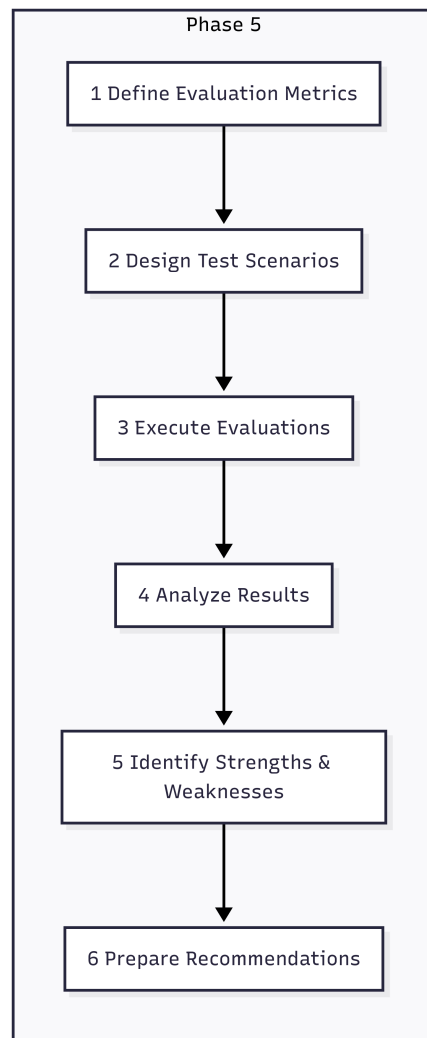 Phase 5
1 Define Evaluation Metrics
2 Design Test Scenarios
3 Execute Evaluations
4 Analyze Results
5 Identify Strengths &
Weaknesses
6 Prepare Recommendations